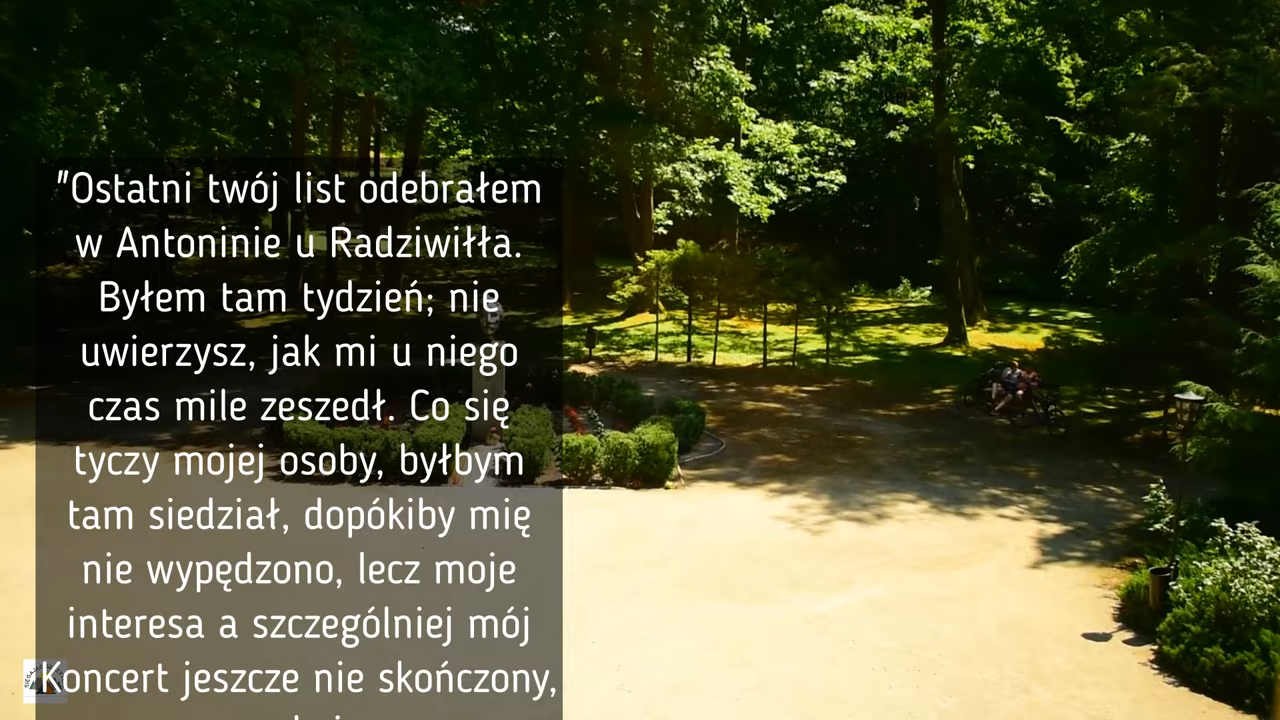 "Ostatni twój list odebrałem
w Antoninie u Radziwiłła.
Byłem tam tydzień; nie
uwierzysz, jak mi u niego
czas mile zeszedł. Co się
tyczy mojej osoby, byłbym
tam siedział, dopókiby mię
nie wypędzono, lecz moje
interesa a szczególniej mój
Koncert jeszcze nie skończony,